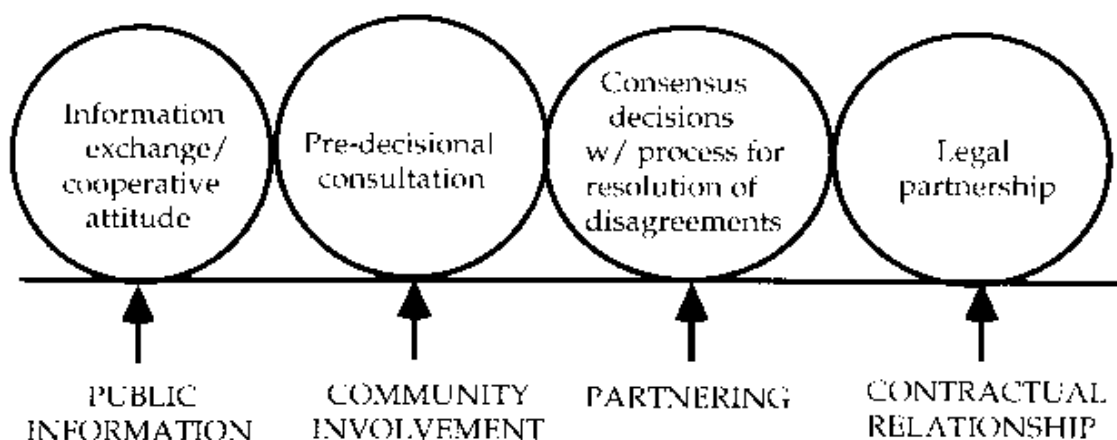 Information
exchange/
cooperative
attitude
Pre-decisional
consultation
Consensus
decisions
w/ process for
resolution of
disagreements
Legal
partnership
PUBLIC
INFORMATION
COMMUNITY
INVOLVEMENT
PARTNERING
CONTRACTUAL
RELATIONSHIP